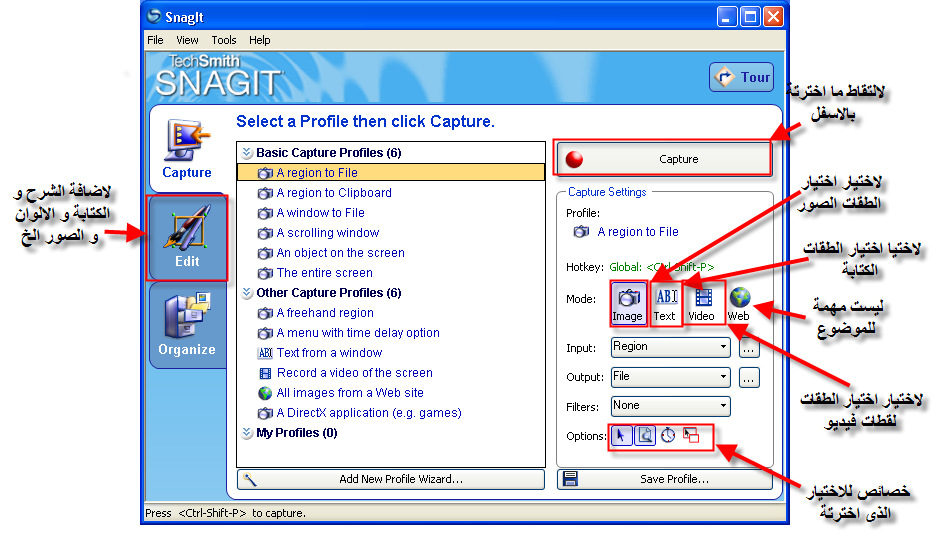 SnagIt
File View Tools Help
TechSmith
SNAGIT
Tour
Select a Profile then click Capture.
Capture
Edit
Organize
Basic Capture Profiles (6)
A region to File
A region to Clipboard
A window to File
A scrolling window
An object on the screen
The entire screen
Other Capture Profiles (6)
A freehand region
A menu with time delay option
Text from a window
Record a video of the screen
All images from a Web site
A DirectX application (e.g. games)
My Profiles (0)
Add New Profile Wizard...
Capture
Capture Settings
Profile:
A region to File
Hotkey: Global: <Ctrl-Shift-P>
Mode: Image Text Video Web
Input: Region ...
Output: File ...
Filters: None
Options:
Save Profile...
Press <Ctrl-Shift-P> to capture.
لاضافة الشرح و
الكتابة و الالوان
و الصور الخ
لالتقاط ما اخترتة
بالاسفل
لاختيار اختيار
الطقات الصور
لاختيا اختيار الطقات
الكتابة
ليست مهمة
للموضوع
لاختيار اختيار الطقات
لقطات فيديو
خصائص للاختيار
الذى اخترتة